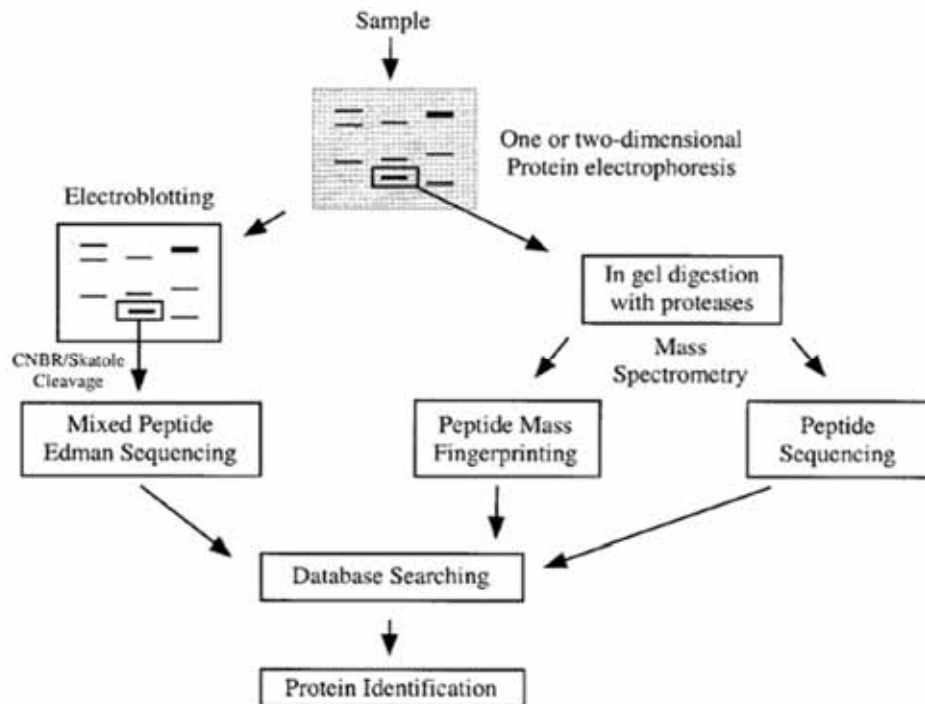 Sample
One or two-dimensional
Protein electrophoresis
Electroblotting
In gel digestion
with proteases
CNBR/Skatole
Cleavage
Mass
Spectrometry
Mixed Peptide
Edman Sequencing
Peptide Mass
Fingerprinting
Peptide
Sequencing
Database Searching
Protein Identification